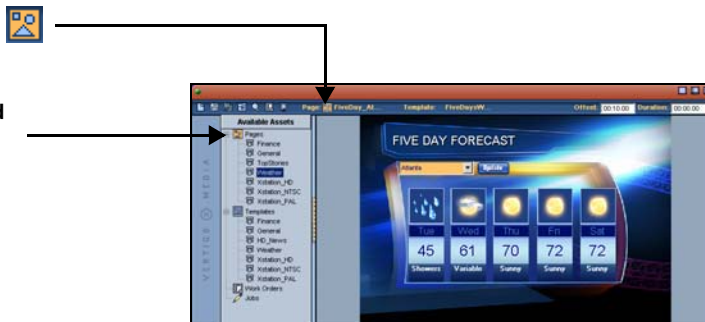 d
Page: FiveDay_At... Template: FiveDaysW... Offset: 00:10:00 Duration: 00:00:00
Available Assets
Pages
Finance
General
TopStories
Weather
Xstation_HD
Xstation_NTSC
Xstation_PAL
Templates
Finance
General
HD_News
Weather
Xstation_HD
Xstation_NTSC
Xstation_PAL
Work Orders
Jobs
VERTIGO MEDIA
FIVE DAY FORECAST
Atlanta Update
Tue Wed Thu Fri Sat
45 61 70 72 72
Showers Variable Sunny Sunny Sunny